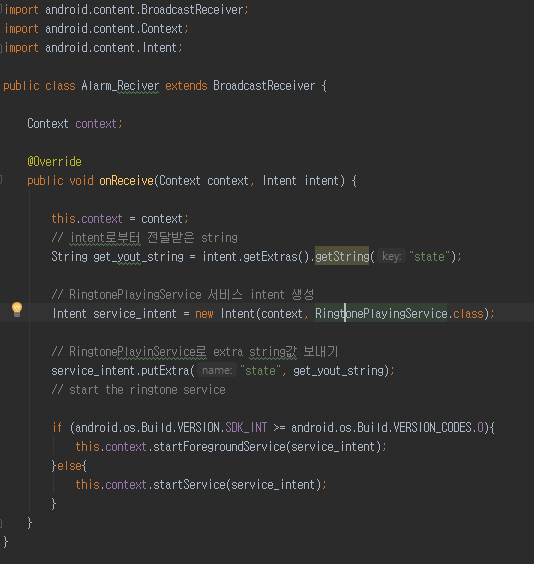 import android.content.BroadcastReceiver;
import android.content.Context;
import android.content.Intent;
public class Alarm_Reciver extends BroadcastReceiver {
Context context;
@Override
public void onReceive(Context context, Intent intent) {
this.context = context;
// intent로부터 전달받은 string
String get_yout_string = intent.getExtras().getString( key: "state");
// RingtonePlayingService 서비스 intent 생성
Intent service_intent = new Intent(context, RingtonePlayingService.class);
// RingtonePlayinService로 extra string값 보내기
service_intent.putExtra( name: "state", get_yout_string);
// start the ringtone service
if (android.os.Build.VERSION.SDK_INT >= android.os.Build.VERSION_CODES.O){
this.context.startForegroundService(service_intent);
}else{
this.context.startService(service_intent);
}
}
}